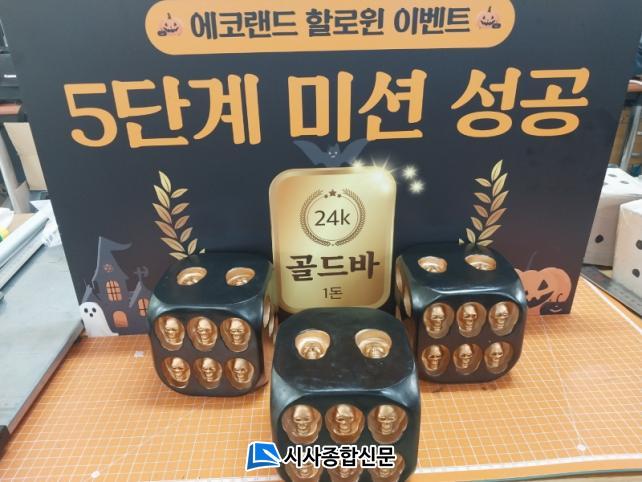 에코랜드 할로윈 이벤트
5단계 미션 성공
24k
골드바
1돈
시사종합신문